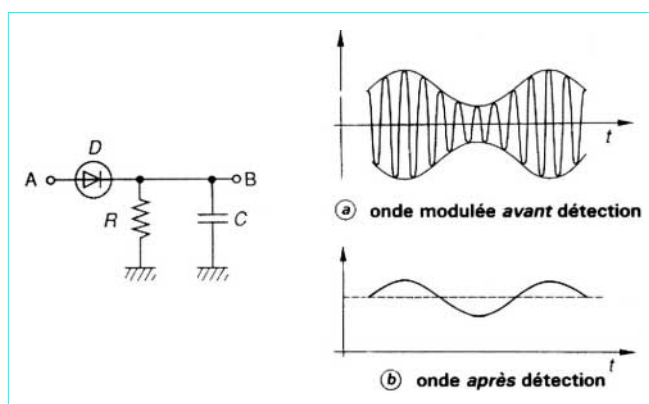 D
A
B
R
C
t
a onde modulée avant détection
t
b onde après détection